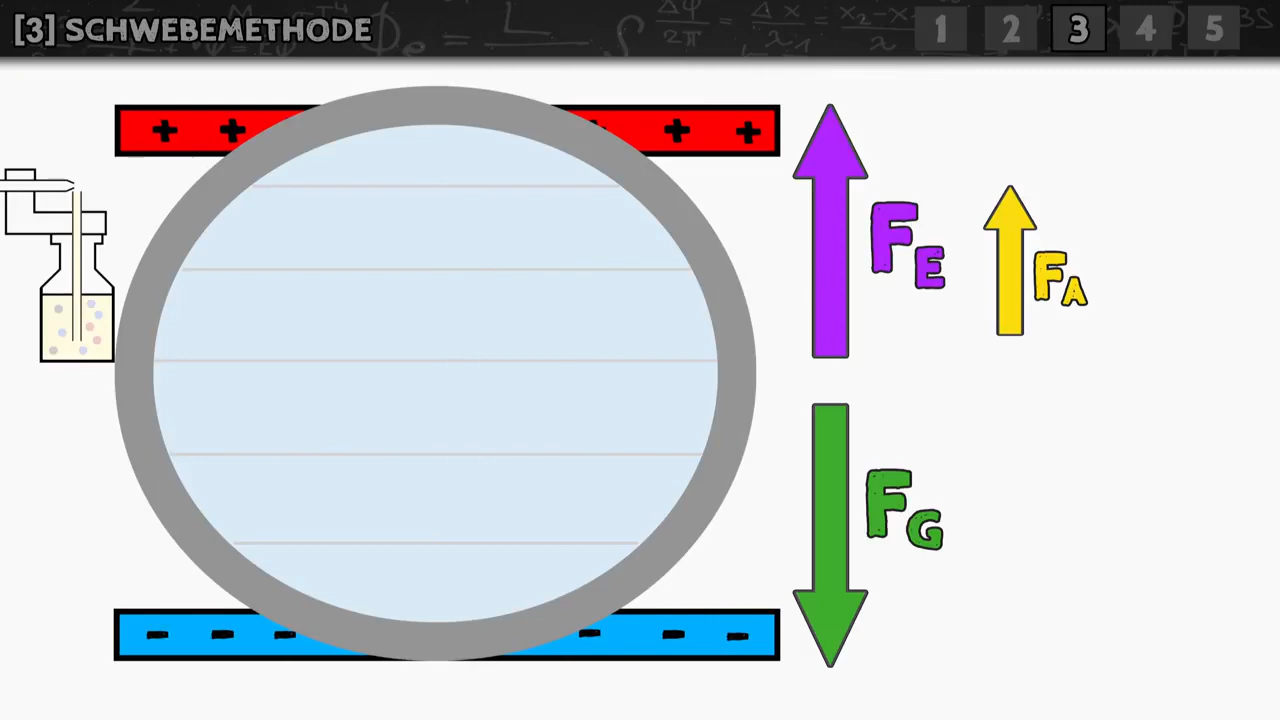 [3] SCHWEBEMETHODE
1 2 3 4 5
+ + + +
F_E
F_A
F_G
- - - - - -